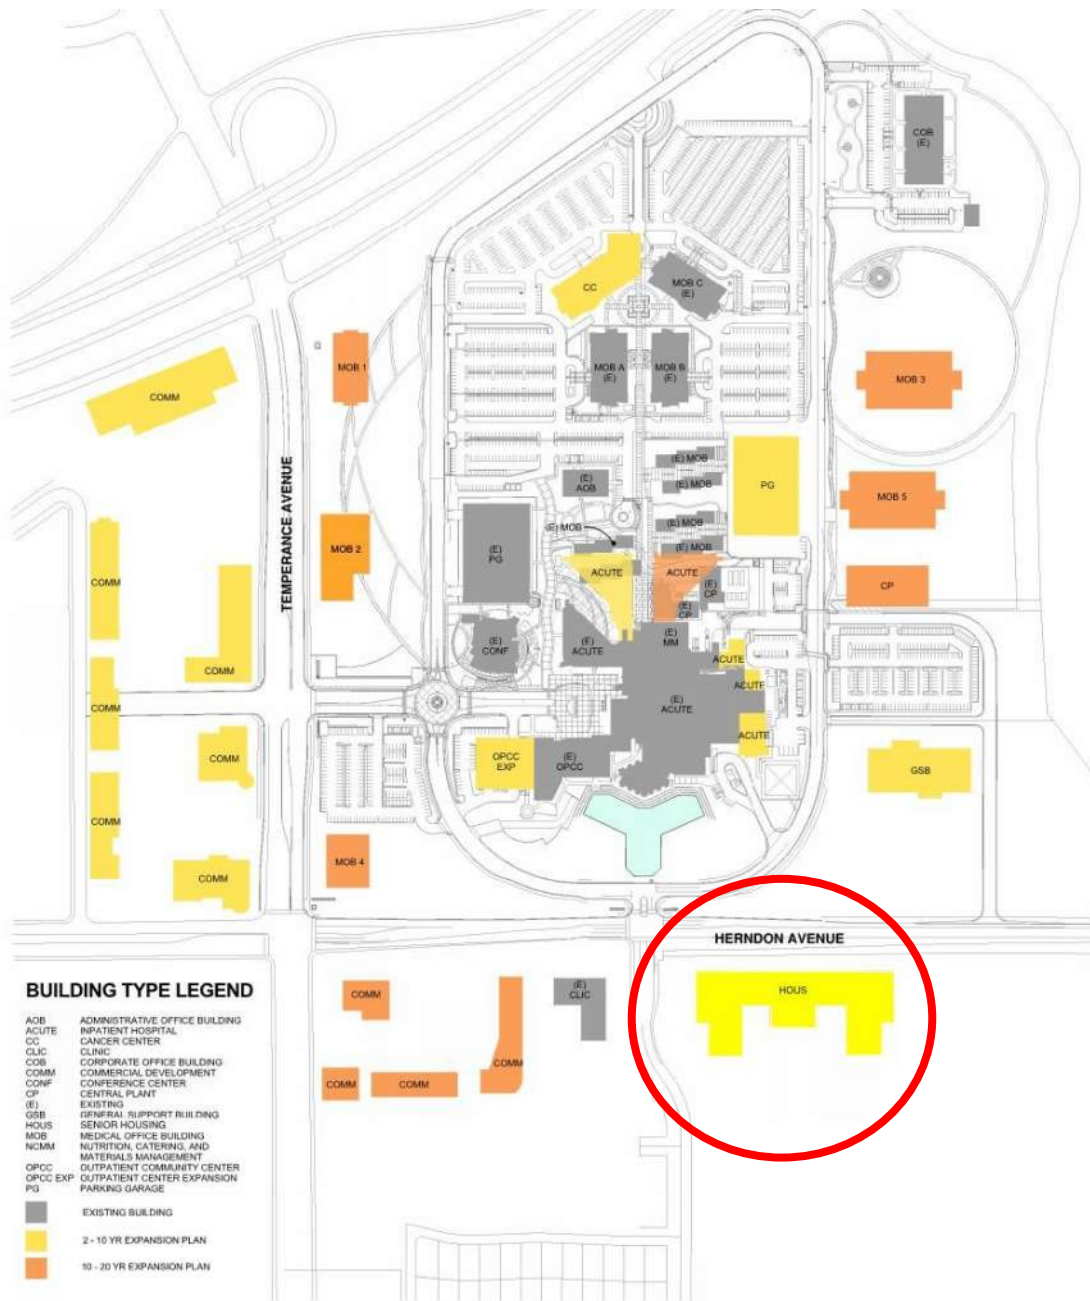 COB
(E)
CC
MOB C
(E)
MOB 1
MOB A
(E)
MOB B
(E)
MOB 3
COMM
TEMPERANCE AVENUE
(E) MOB
(E)
AOB
(E) MOB
PG
MOB 5
(E) MOB
(E) MOB
MOB 2
(E)
PG
(E) MOB
COMM
ACUTE
ACUTE
(E)
CP
CP
(E)
CP
(E)
CONF
(E)
ACUTE
(E)
MM
COMM
ACUTE
ACUTE
COMM
(E)
ACUTE
ACUTE
COMM
OPCC
EXP
(E)
OPCC
GSB
COMM
MOB 4
COMM
HERNDON AVENUE
COMM
(E)
CLIC
HOUS
COMM
COMM
COMM
BUILDING TYPE LEGEND
AOB ADMINISTRATIVE OFFICE BUILDING
ACUTE INPATIENT HOSPITAL
CC CANCER CENTER
CLIC CLINIC
COB CORPORATE OFFICE BUILDING
COMM COMMERCIAL DEVELOPMENT
CONF CONFERENCE CENTER
CP CENTRAL PLANT
(E) EXISTING
GSB GENERAL SUPPORT BUILDING
HOUS SENIOR HOUSING
MOB MEDICAL OFFICE BUILDING
NCMM NUTRITION, CATERING, AND
MATERIALS MANAGEMENT
OPCC OUTPATIENT COMMUNITY CENTER
OPCC EXP OUTPATIENT CENTER EXPANSION
PG PARKING GARAGE
EXISTING BUILDING
2 - 10 YR EXPANSION PLAN
10 - 20 YR EXPANSION PLAN